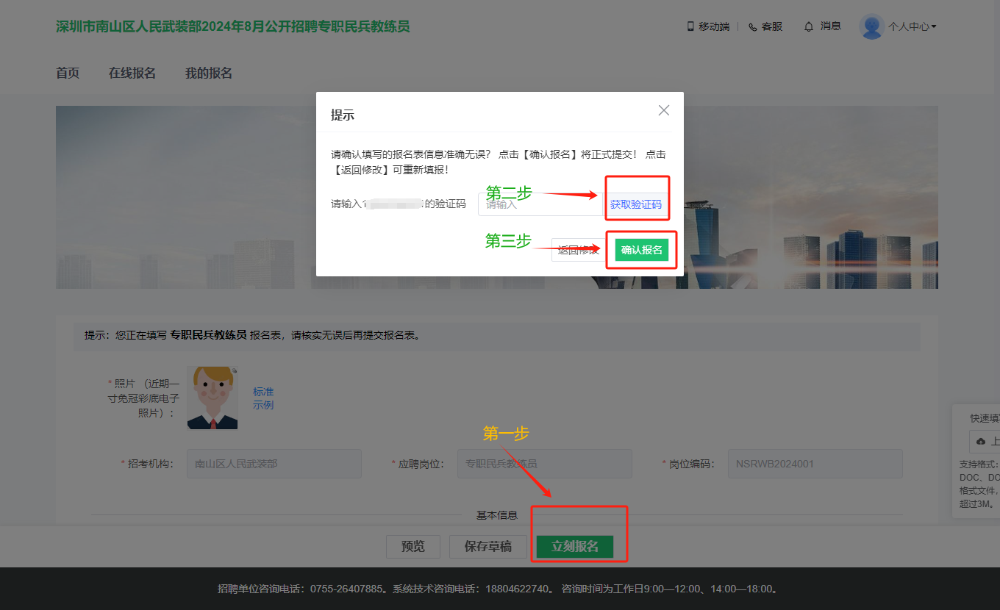 深圳市南山区人民武装部2024年8月公开招聘专职民兵教练员
移动端
客服
消息
个人中心
首页
在线报名
我的报名
提示
请确认填写的报名表信息准确无误? 点击【确认报名】将正式提交! 点击
【返回修改】可重新填报!
第二步
请输入1
的验证码
请输入
获取验证码
第三步
返回修改
确认报名
提示：您正在填写 专职民兵教练员 报名表，请核实无误后再提交报名表。
* 照片 （近期一
寸免冠彩底电子
照片）：
标准
示例
第一步
* 招考机构：
南山区人民武装部
* 应聘岗位：
专职民兵教练员
* 岗位编码：
NSRWB2024001
快速填
上
支持格式：
DOC、DO
格式文件，
超过3M。
基本信息
预览
保存草稿
立刻报名
招聘单位咨询电话：0755-26407885。系统技术咨询电话：18804622740。 咨询时间为工作日9:00—12:00、14:00—18:00。